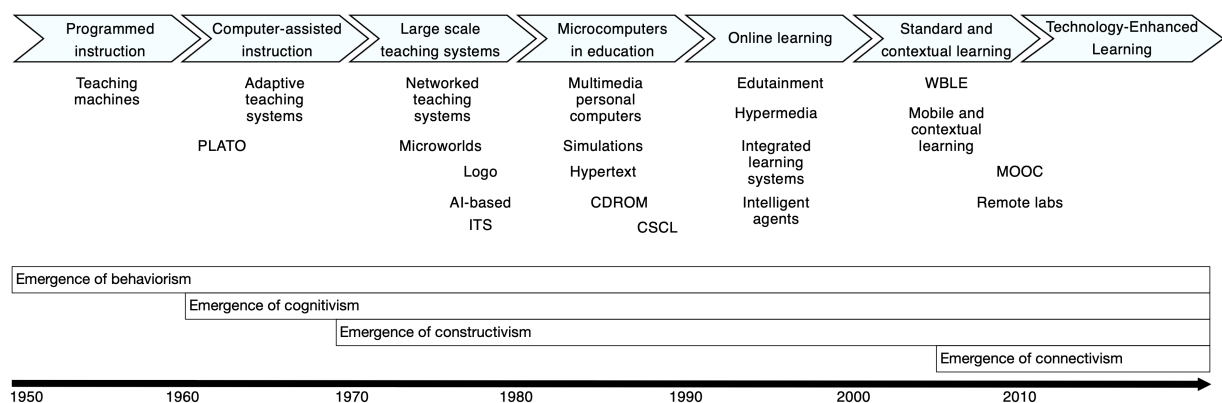 Programmed
instruction
Computer-assisted
instruction
Large scale
teaching systems
Microcomputers
in education
Online learning
Standard and
contextual learning
Technology-Enhanced
Learning
Teaching
machines
Adaptive
teaching
systems
PLATO
Networked
teaching
systems
Microworlds
Logo
AI-based
ITS
Multimedia
personal
computers
Simulations
Hypertext
CDROM
CSCL
Edutainment
Hypermedia
Integrated
learning
systems
Intelligent
agents
WBLE
Mobile and
contextual
learning
MOOC
Remote labs
Emergence of behaviorism
Emergence of cognitivism
Emergence of constructivism
Emergence of connectivism
1950 1960 1970 1980 1990 2000 2010